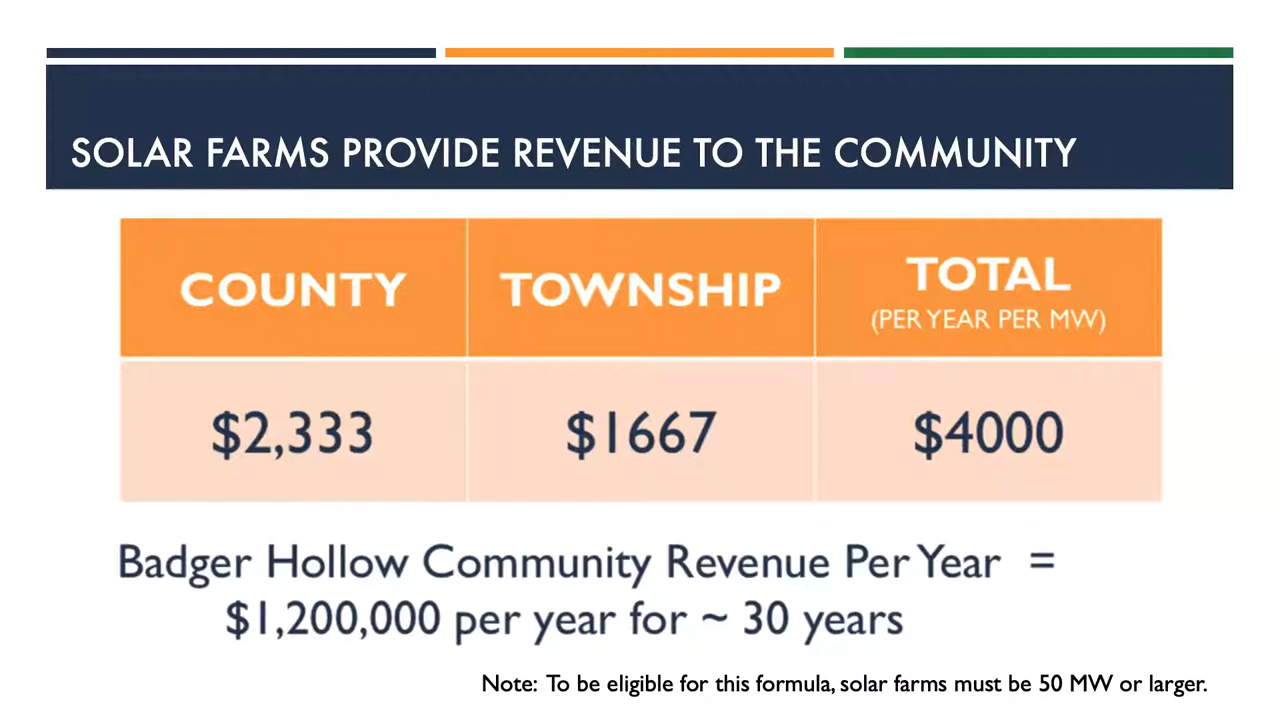 SOLAR FARMS PROVIDE REVENUE TO THE COMMUNITY
COUNTY TOWNSHIP TOTAL
(PER YEAR PER MW)
$2,333 $1667 $4000
Badger Hollow Community Revenue Per Year =
$1,200,000 per year for ~ 30 years
Note: To be eligible for this formula, solar farms must be 50 MW or larger.